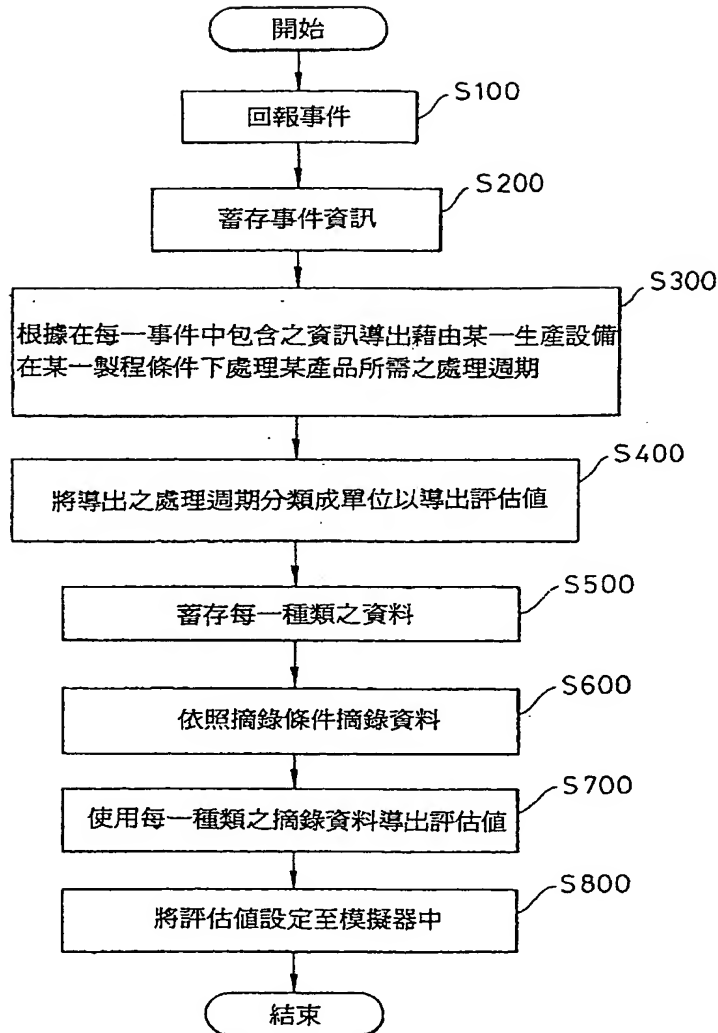 開始
S100
回報事件
S200
蓄存事件資訊
S300
根據在每一事件中包含之資訊導出藉由某一生產設備
在某一製程條件下處理某產品所需之處理週期
S400
將導出之處理週期分類成單位以導出評估值
S500
蓄存每一種類之資料
S600
依照摘錄條件摘錄資料
S700
使用每一種類之摘錄資料導出評估值
S800
將評估值設定至模擬器中
結束